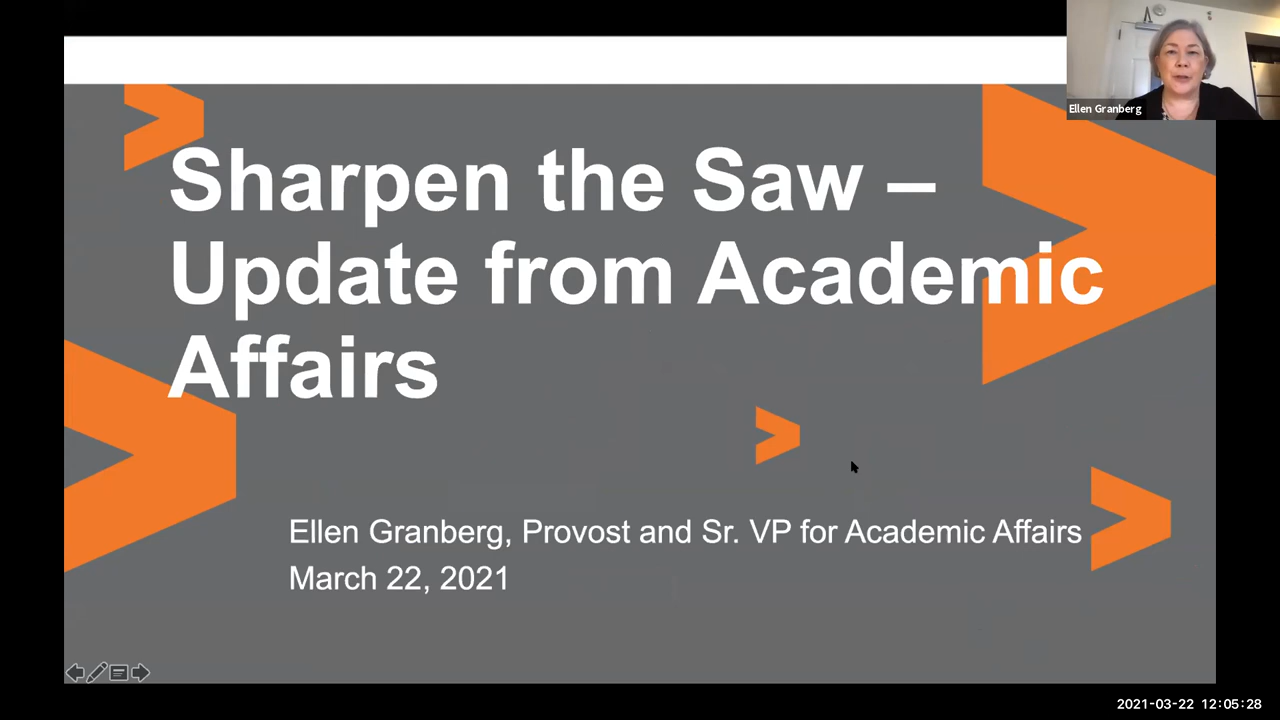 Ellen Granberg
Sharpen the Saw –
Update from Academic
Affairs
Ellen Granberg, Provost and Sr. VP for Academic Affairs
March 22, 2021
2021-03-22 12:05:28